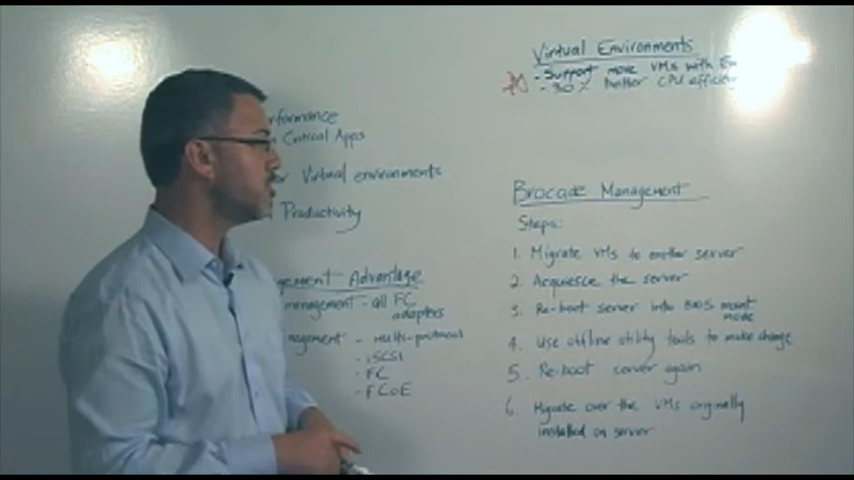 Virtual Environments
- Support more VMs with
- 30% better CPU
rformance
Critical Apps
Virtual environments
Productivity
gement Advantage
management - all FC
adapters
nagement - Multi-protocol
- iSCSI
- FC
- FCoE
Brocade Management
Steps:
1. Migrate VMs to another server
2. Acquiesce the server
3. Re-boot server into BIOS mgmt
mode
4. Use offline utility tools to make change
5. Re-boot server again
6. Migrate over the VMs originally
installed on server